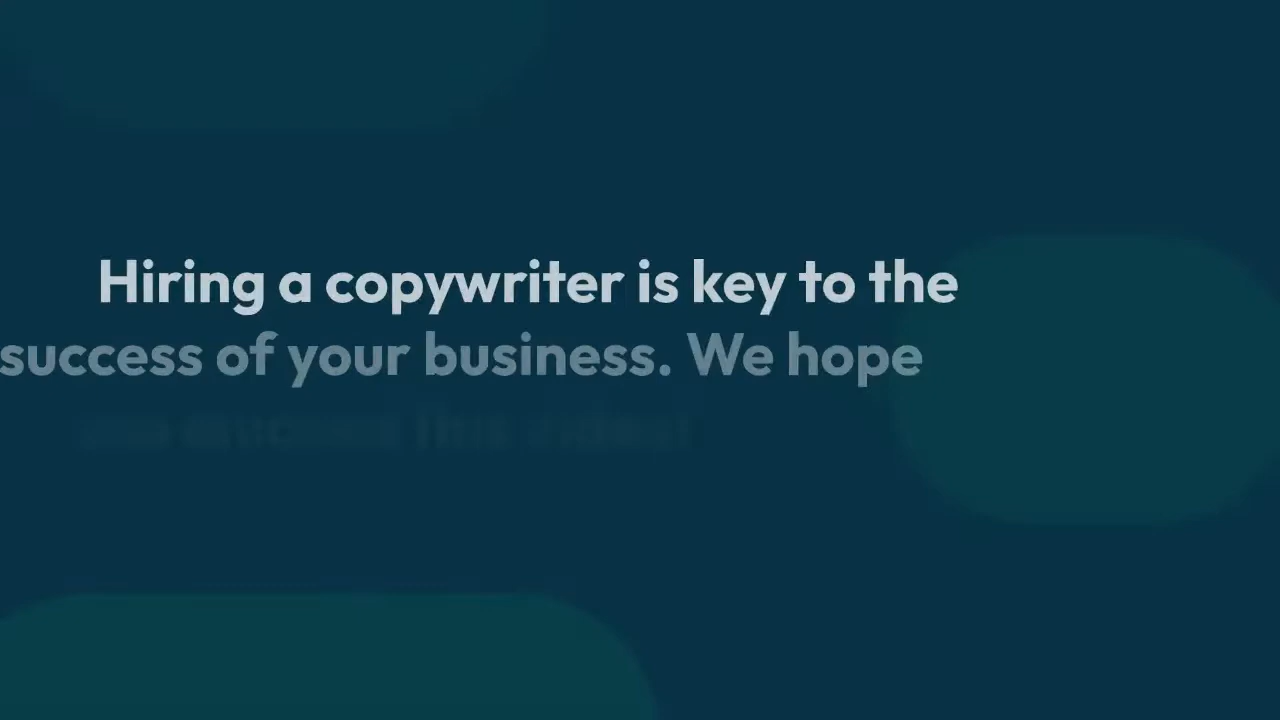 Hiring a copywriter is key to the
success of your business. We hope